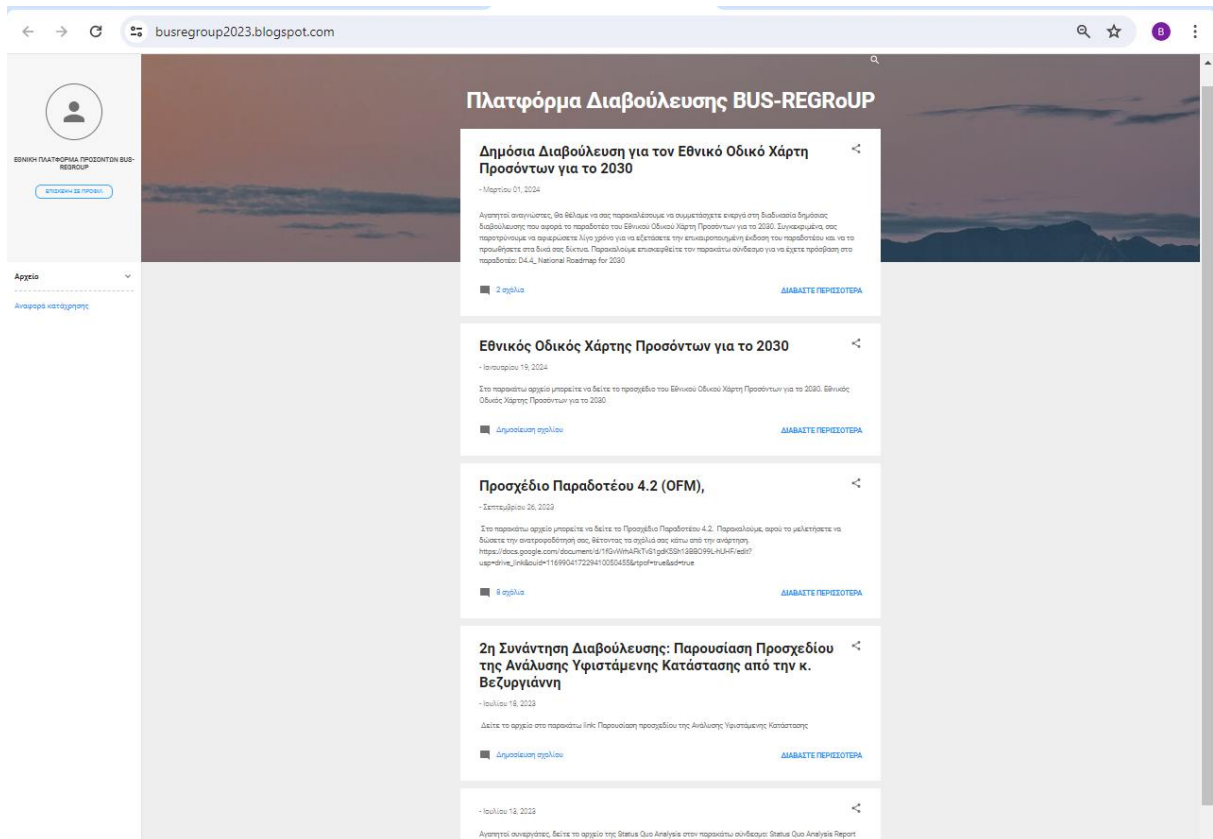 busregroup2023.blogspot.com
B
Πλατφόρμα Διαβούλευσης BUS-REGRoUP
ΕΘΝΙΚΗ ΠΛΑΤΦΟΡΜΑ ΠΡΟΣΟΝΤΩΝ BUS-
REGROUP
ΕΠΙΣΚΕΨΗ ΣΕ ΠΡΟΦΙΛ
Αρχείο
Αναφορά κατάχρησης
Δημόσια Διαβούλευση για τον Εθνικό Οδικό Χάρτη
Προσόντων για το 2030
- Μαρτίου 01, 2024
Αγαπητοί αναγνώστες, Θα θέλαμε να σας παρακαλέσουμε να συμμετάσχετε ενεργά στη διαδικασία δημόσιας
διαβούλευσης που αφορά το παραδοτέο του Εθνικού Οδικού Χάρτη Προσόντων για το 2030. Συγκεκριμένα, σας
παροτρύνουμε να αφιερώσετε λίγο χρόνο για να εξετάσετε την επικαιροποιημένη έκδοση του παραδοτέου και να το
προωθήσετε στα δικά σας δίκτυα. Παρακαλούμε επισκεφθείτε τον παρακάτω σύνδεσμο για να έχετε πρόσβαση στο
παραδοτέο: D4.4_ National Roadmap for 2030
2 σχόλια
ΔΙΑΒΑΣΤΕ ΠΕΡΙΣΣΟΤΕΡΑ
Εθνικός Οδικός Χάρτης Προσόντων για το 2030
- Ιανουαρίου 19, 2024
Στο παρακάτω αρχείο μπορείτε να δείτε το προσχέδιο του Εθνικού Οδικού Χάρτη Προσόντων για το 2030. Εθνικός
Οδικός Χάρτης Προσόντων για το 2030
Δημοσίευση σχολίου
ΔΙΑΒΑΣΤΕ ΠΕΡΙΣΣΟΤΕΡΑ
Προσχέδιο Παραδοτέου 4.2 (OFM),
- Σεπτεμβρίου 26, 2023
Στο παρακάτω αρχείο μπορείτε να δείτε το Προσχέδιο Παραδοτέου 4.2. Παρακαλούμε, αφού το μελετήσετε να
δώσετε την ανατροφοδότησή σας, θέτοντας τα σχόλιά σας κάτω από την ανάρτηση.
8 σχόλια
ΔΙΑΒΑΣΤΕ ΠΕΡΙΣΣΟΤΕΡΑ
2η Συνάντηση Διαβούλευσης: Παρουσίαση Προσχεδίου
της Ανάλυσης Υφιστάμενης Κατάστασης από την κ.
Βεζυργιάννη
- Ιουλίου 18, 2023
Δείτε το αρχείο στο παρακάτω link: Παρουσίαση προσχεδίου της Ανάλυσης Υφιστάμενης Κατάστασης
Δημοσίευση σχολίου
ΔΙΑΒΑΣΤΕ ΠΕΡΙΣΣΟΤΕΡΑ
- Ιουλίου 13, 2023
Αγαπητοί συνεργάτες, δείτε το αρχείο της Status Quo Analysis στον παρακάτω σύνδεσμο: Status Quo Analysis Report